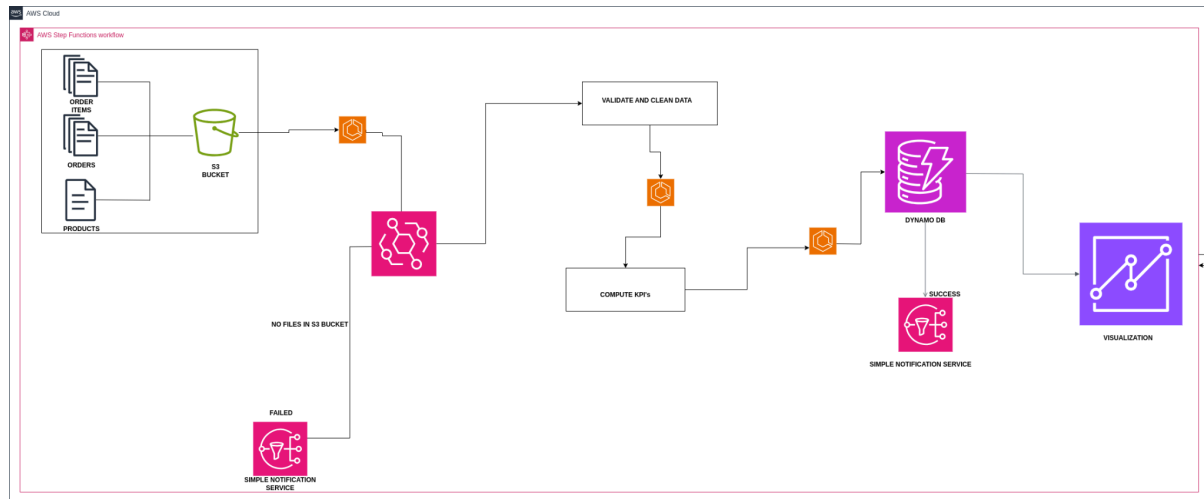 aws
AWS Cloud
AWS Step Functions workflow
ORDER
ITEMS
ORDERS
PRODUCTS
S3
BUCKET
VALIDATE AND CLEAN DATA
COMPUTE KPI's
DYNAMO DB
SUCCESS
SIMPLE NOTIFICATION SERVICE
VISUALIZATION
NO FILES IN S3 BUCKET
FAILED
SIMPLE NOTIFICATION
SERVICE